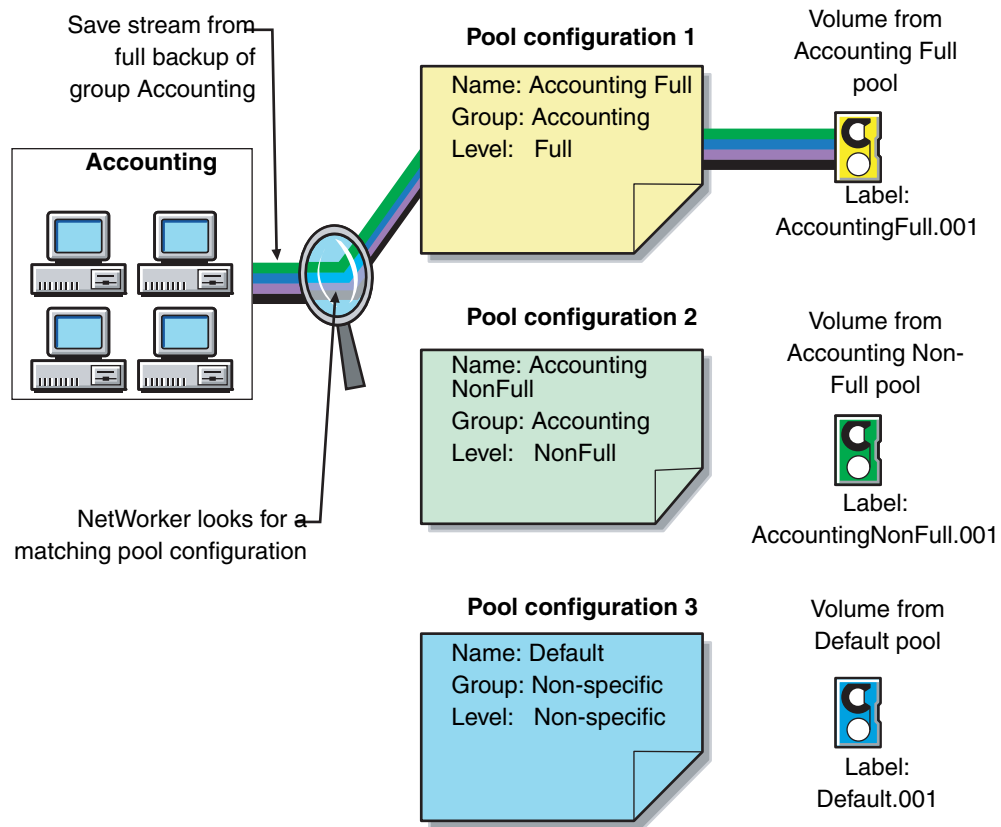 Save stream from
full backup of
group Accounting
Accounting
NetWorker looks for a
matching pool configuration
Pool configuration 1
Name: Accounting Full
Group: Accounting
Level: Full
Volume from
Accounting Full
pool
Label:
AccountingFull.001
Pool configuration 2
Name: Accounting
NonFull
Group: Accounting
Level: NonFull
Volume from
Accounting Non-
Full pool
Label:
AccountingNonFull.001
Pool configuration 3
Name: Default
Group: Non-specific
Level: Non-specific
Volume from
Default pool
Label:
Default.001